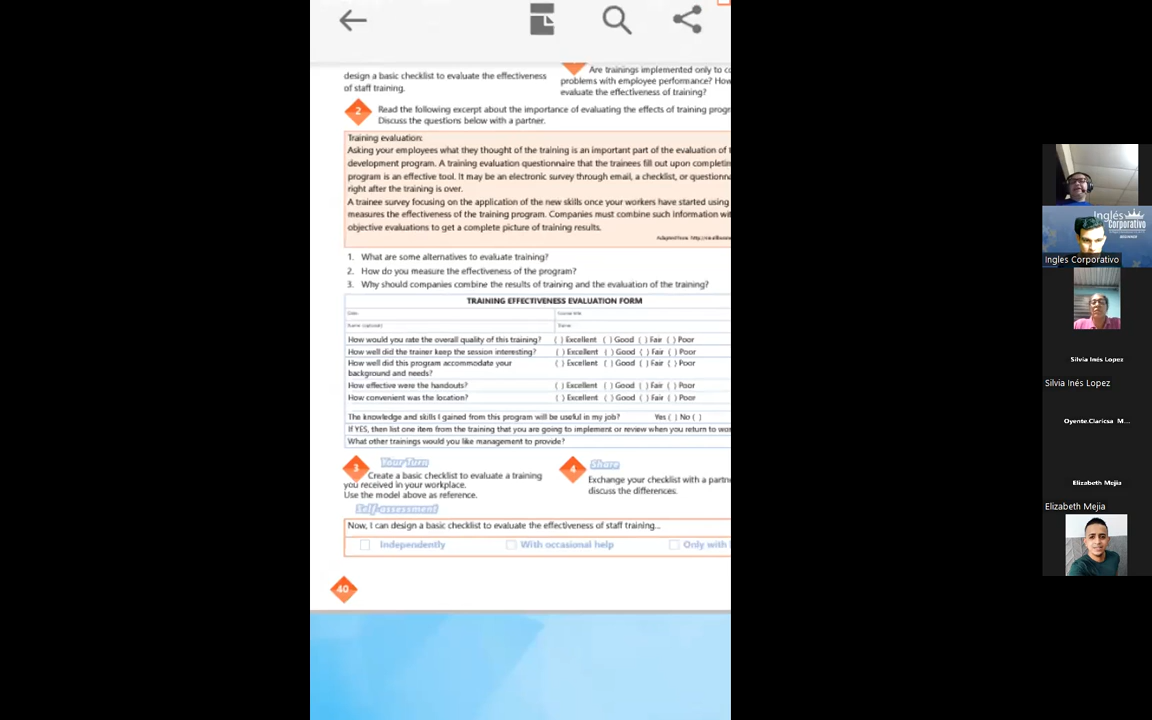 design a basic checklist to evaluate the effectiveness
of staff training.
Are trainings implemented only to
problems with employee performance? How
evaluate the effectiveness of training?
2
Read the following excerpt about the importance of evaluating the effects of training
Discuss the questions below with a partner.
Training evaluation:
Asking your employees what they thought of the training is an important part of the evaluation of
development program. A training evaluation questionnaire that the trainees fill out upon
program is an effective tool. It may be an electronic survey through email, a checklist, or
right after the training is over.
A trainee survey focusing on the application of the new skills once your workers have started using
measures the effectiveness of the training program. Companies must combine such information
objective evaluations to get a complete picture of training results.
1. What are some alternatives to evaluate training?
2. How do you measure the effectiveness of the program?
3. Why should companies combine the results of training and the evaluation of the training?
TRAINING EFFECTIVENESS EVALUATION FORM
Name (optional)
How would you rate the overall quality of this training? ( ) Excellent ( ) Good ( ) Fair ( ) Poor
How well did the trainer keep the session interesting? ( ) Excellent ( ) Good ( ) Fair ( ) Poor
How well did this program accommodate your ( ) Excellent ( ) Good ( ) Fair ( ) Poor
background and needs?
How effective were the handouts? ( ) Excellent ( ) Good ( ) Fair ( ) Poor
How convenient was the location? ( ) Excellent ( ) Good ( ) Fair ( ) Poor
The knowledge and skills I gained from this program will be useful in my job? Yes ( ) No ( )
If YES, then list one item from the training that you are going to implement or review when you return to
What other trainings would you like management to provide?
3 Your Turn
Create a basic checklist to evaluate a training
you received in your workplace.
Use the model above as reference.
4 Share
Exchange your checklist with a
discuss the differences.
Self-assessment
Now, I can design a basic checklist to evaluate the effectiveness of staff training...
Independently With occasional help Only with
40
Inglés
Corporativo
Ingles Corporativo
Silvia Inés Lopez
Silvia Inés Lopez
Oyente.Claricsa M...
Elizabeth Mejia
Elizabeth Mejia